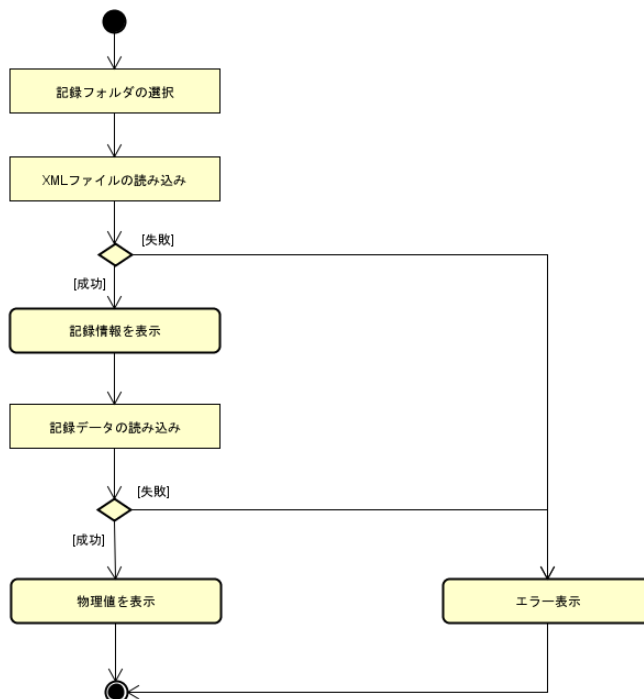 記録フォルダの選択
XMLファイルの読み込み
[失敗]
[成功]
記録情報を表示
記録データの読み込み
[失敗]
[成功]
物理値を表示
エラー表示